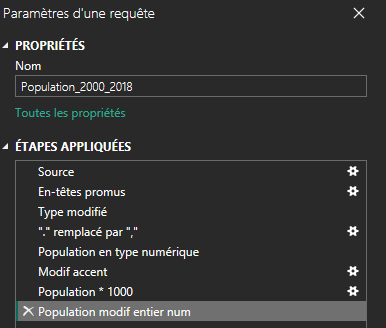 Paramètres d'une requête
PROPRIÉTÉS
Nom
Population_2000_2018
Toutes les propriétés
ÉTAPES APPLIQUÉES
Source
En-têtes promus
Type modifié
"." remplacé par ","
Population en type numérique
Modif accent
Population * 1000
Population modif entier num